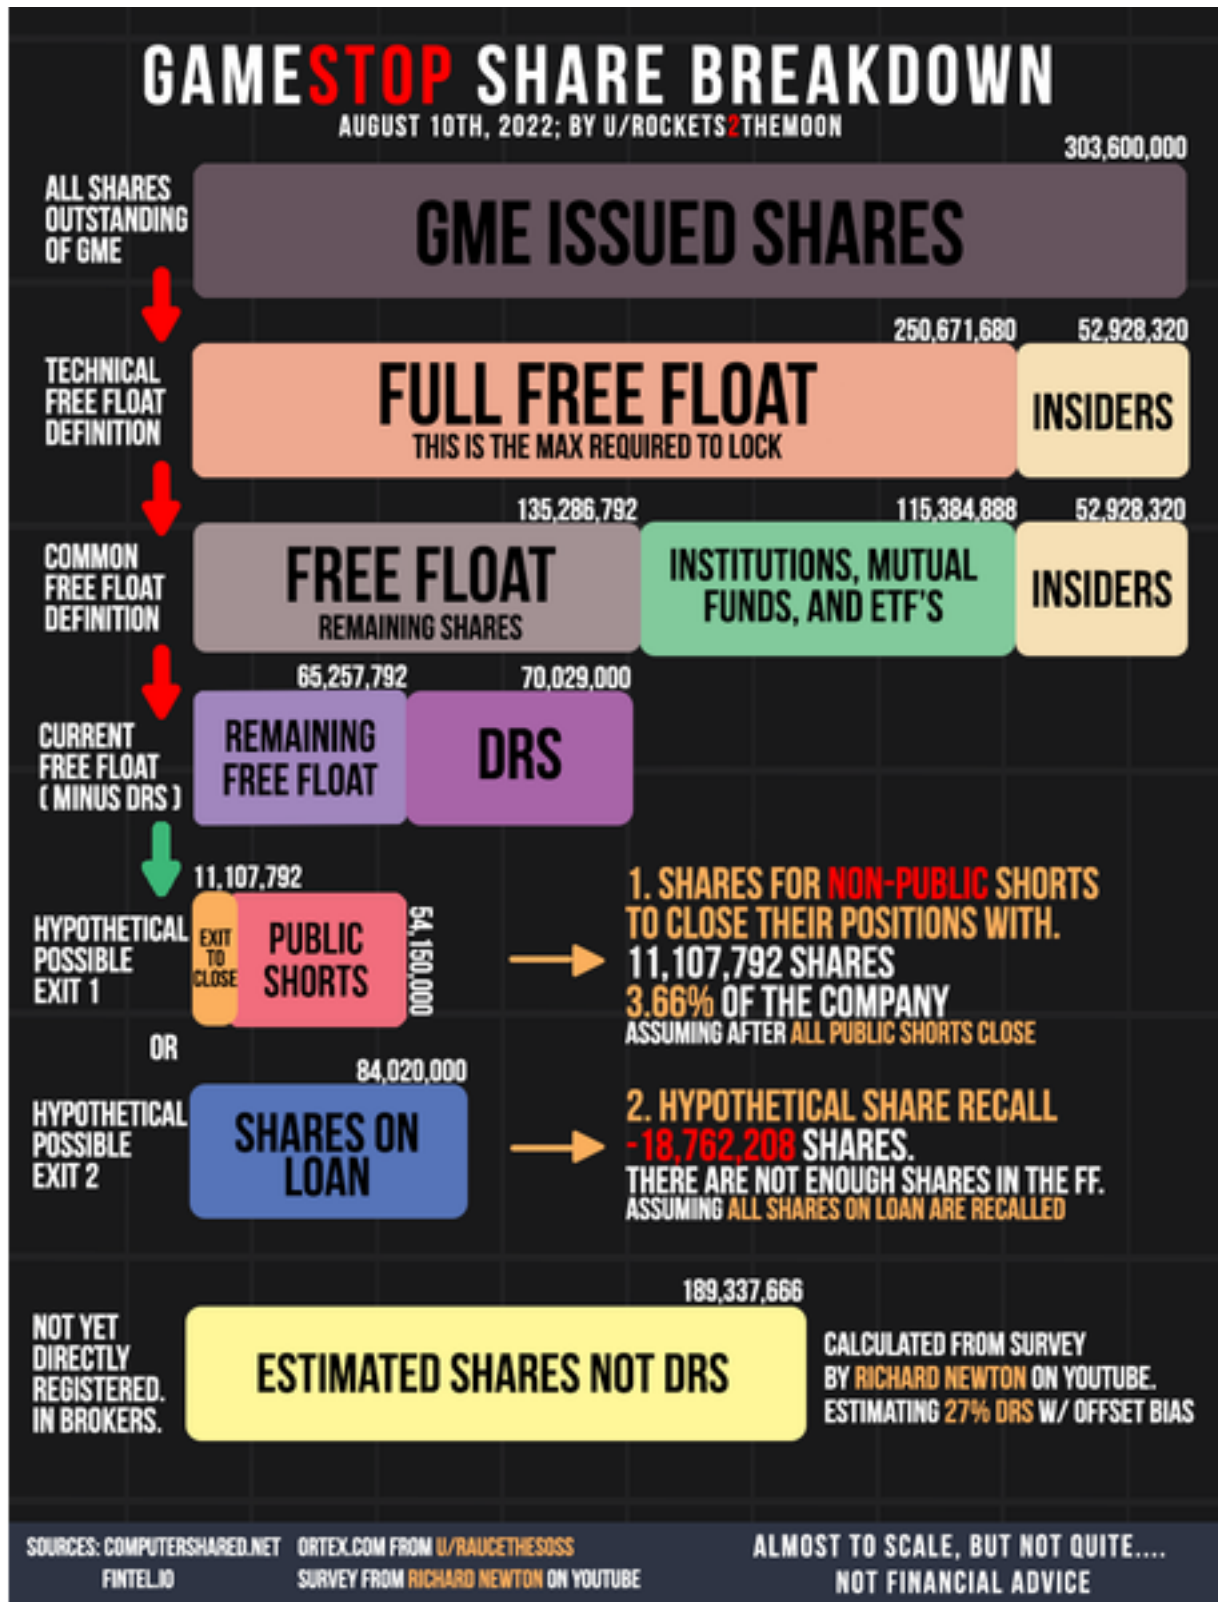 GAMESTOP SHARE BREAKDOWN
AUGUST 10TH, 2022; BY U/ROCKETS2THEMOON
303,600,000
ALL SHARES
OUTSTANDING
OF GME
GME ISSUED SHARES
250,671,680
52,928,320
TECHNICAL
FREE FLOAT
DEFINITION
FULL FREE FLOAT
THIS IS THE MAX REQUIRED TO LOCK
INSIDERS
135,286,792
115,384,888
52,928,320
COMMON
FREE FLOAT
DEFINITION
FREE FLOAT
REMAINING SHARES
INSTITUTIONS, MUTUAL
FUNDS, AND ETF'S
INSIDERS
65,257,792
70,029,000
CURRENT
FREE FLOAT
( MINUS DRS )
REMAINING
FREE FLOAT
DRS
11,107,792
HYPOTHETICAL
POSSIBLE
EXIT 1
EXIT
TO
CLOSE
PUBLIC
SHORTS
54,150,000
1. SHARES FOR NON-PUBLIC SHORTS
TO CLOSE THEIR POSITIONS WITH.
11,107,792 SHARES
3.66% OF THE COMPANY
ASSUMING AFTER ALL PUBLIC SHORTS CLOSE
OR
84,020,000
HYPOTHETICAL
POSSIBLE
EXIT 2
SHARES ON
LOAN
2. HYPOTHETICAL SHARE RECALL
-18,762,208 SHARES.
THERE ARE NOT ENOUGH SHARES IN THE FF.
ASSUMING ALL SHARES ON LOAN ARE RECALLED
189,337,666
NOT YET
DIRECTLY
REGISTERED.
IN BROKERS.
ESTIMATED SHARES NOT DRS
CALCULATED FROM SURVEY
BY RICHARD NEWTON ON YOUTUBE.
ESTIMATING 27% DRS W/ OFFSET BIAS
SOURCES: COMPUTERSHARED.NET
FINTEL.IO
ORTEX.COM FROM U/RAUCETHESOSS
SURVEY FROM RICHARD NEWTON ON YOUTUBE
ALMOST TO SCALE, BUT NOT QUITE....
NOT FINANCIAL ADVICE